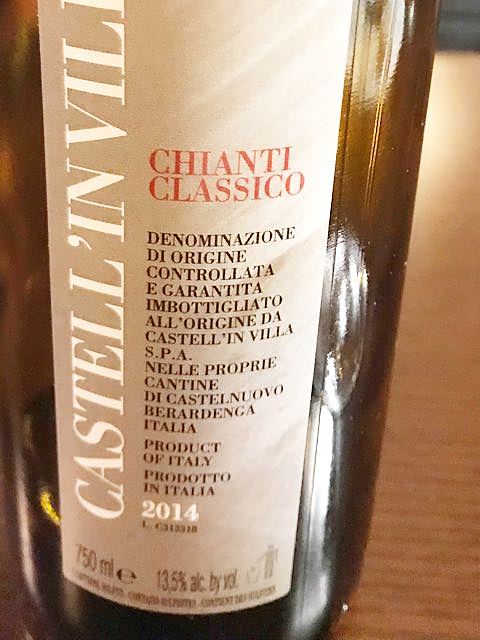 CASTELL'IN VILL
CHIANTI
CLASSICO
DENOMINAZIONE
DI ORIGINE
CONTROLLATA
E GARANTITA
IMBOTTIGLIATO
ALL'ORIGINE DA
CASTELL'IN VILLA
S.P.A.
NELLE PROPRIE
CANTINE
DI CASTELNUOVO
BERARDENGA
ITALIA
PRODUCT
OF ITALY
PRODOTTO
IN ITALIA
2014
750 ml e 13,5% alc. by vol.